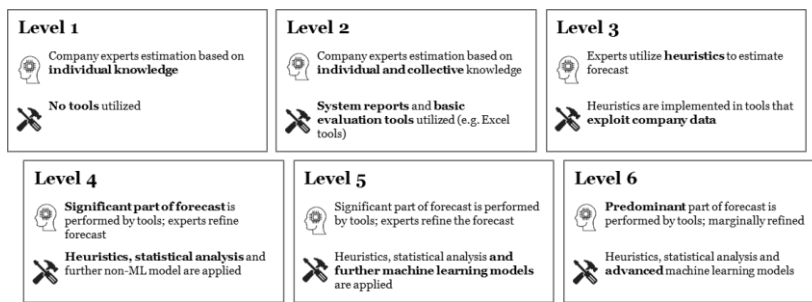 Level 1
Company experts estimation based on
individual knowledge
No tools utilized
Level 2
Company experts estimation based on
individual and collective knowledge
System reports and basic
evaluation tools utilized (e.g. Excel
tools)
Level 3
Experts utilize heuristics to estimate
forecast
Heuristics are implemented in tools that
exploit company data
Level 4
Significant part of forecast is
performed by tools; experts refine
forecast
Heuristics, statistical analysis and
further non-ML model are applied
Level 5
Significant part of forecast is performed
by tools; experts refine the forecast
Heuristics, statistical analysis and
further machine learning models
are applied
Level 6
Predominant part of forecast is
performed by tools; marginally refined
Heuristics, statistical analysis and
advanced machine learning models